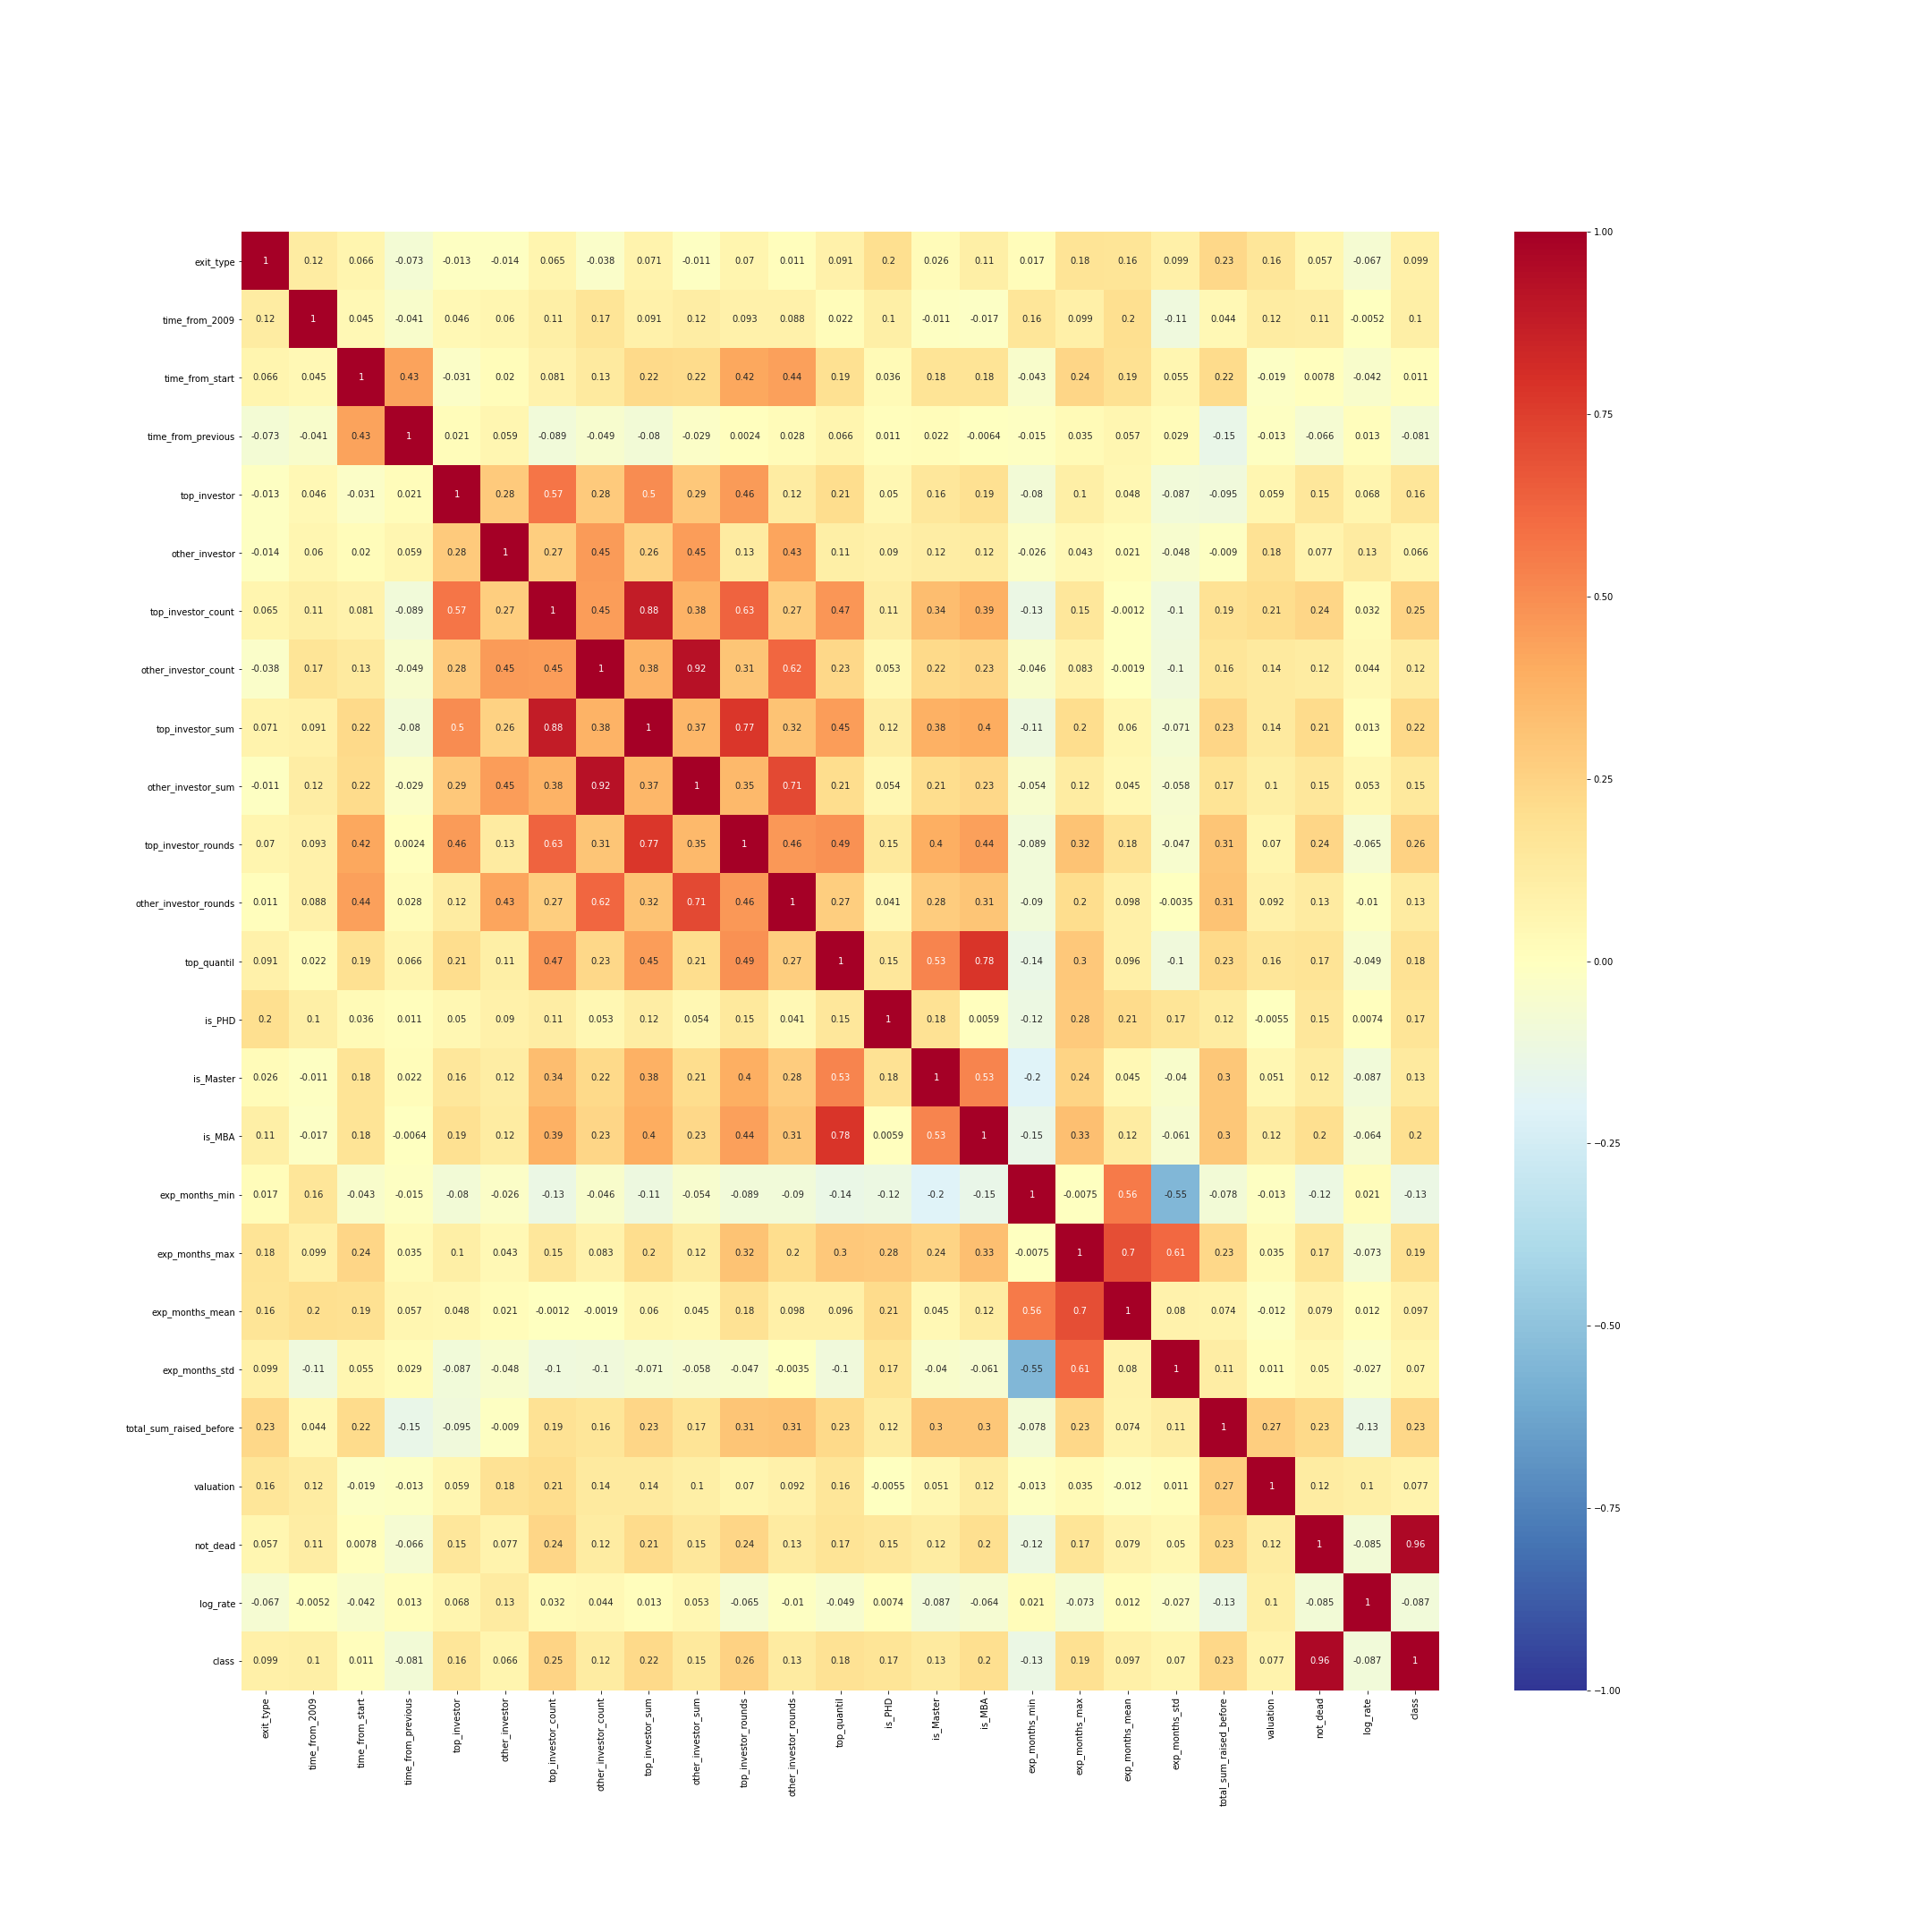 exit_type 1 0.12 0.066 -0.073 -0.013 -0.014 0.065 -0.038 0.071 -0.011 0.07 0.011 0.091 0.2 0.026 0.11 0.017 0.18 0.16 0.099 0.23 0.16 0.057 -0.067 0.099
time_from_2009 0.12 1 0.045 -0.041 0.046 0.06 0.11 0.17 0.091 0.12 0.093 0.088 0.022 0.1 -0.011 -0.017 0.16 0.099 0.2 -0.11 0.044 0.12 0.11 -0.0052 0.1
time_from_start 0.066 0.045 1 0.43 -0.031 0.02 0.081 0.13 0.22 0.22 0.42 0.44 0.19 0.036 0.18 0.18 -0.043 0.24 0.19 0.055 0.22 -0.019 0.0078 -0.042 0.011
time_from_previous -0.073 -0.041 0.43 1 0.021 0.059 -0.089 -0.049 -0.08 -0.029 0.0024 0.028 0.066 0.011 0.022 -0.0064 -0.015 0.035 0.057 0.029 -0.15 -0.013 -0.066 0.013 -0.081
top_investor -0.013 0.046 -0.031 0.021 1 0.28 0.57 0.28 0.5 0.29 0.46 0.12 0.21 0.05 0.16 0.19 -0.08 0.1 0.048 -0.087 -0.095 0.059 0.15 0.068 0.16
other_investor -0.014 0.06 0.02 0.059 0.28 1 0.27 0.45 0.26 0.45 0.13 0.43 0.11 0.09 0.12 0.12 -0.026 0.043 0.021 -0.048 -0.009 0.18 0.077 0.13 0.066
top_investor_count 0.065 0.11 0.081 -0.089 0.57 0.27 1 0.45 0.88 0.38 0.63 0.27 0.47 0.11 0.34 0.39 -0.13 0.15 -0.0012 -0.1 0.19 0.21 0.24 0.032 0.25
other_investor_count -0.038 0.17 0.13 -0.049 0.28 0.45 0.45 1 0.38 0.92 0.31 0.62 0.23 0.053 0.22 0.23 -0.046 0.083 -0.0019 -0.1 0.16 0.14 0.12 0.044 0.12
top_investor_sum 0.071 0.091 0.22 -0.08 0.5 0.26 0.88 0.38 1 0.37 0.77 0.32 0.45 0.12 0.38 0.4 -0.11 0.2 0.06 -0.071 0.23 0.14 0.21 0.013 0.22
other_investor_sum -0.011 0.12 0.22 -0.029 0.29 0.45 0.38 0.92 0.37 1 0.35 0.71 0.21 0.054 0.21 0.23 -0.054 0.12 0.045 -0.058 0.17 0.1 0.15 0.053 0.15
top_investor_rounds 0.07 0.093 0.42 0.0024 0.46 0.13 0.63 0.31 0.77 0.35 1 0.46 0.49 0.15 0.4 0.44 -0.089 0.32 0.18 -0.047 0.31 0.07 0.24 -0.065 0.26
other_investor_rounds 0.011 0.088 0.44 0.028 0.12 0.43 0.27 0.62 0.32 0.71 0.46 1 0.27 0.041 0.28 0.31 -0.09 0.2 0.098 -0.0035 0.31 0.092 0.13 -0.01 0.13
top_quantil 0.091 0.022 0.19 0.066 0.21 0.11 0.47 0.23 0.45 0.21 0.49 0.27 1 0.15 0.53 0.78 -0.14 0.3 0.096 -0.1 0.23 0.16 0.17 -0.049 0.18
is_PHD 0.2 0.1 0.036 0.011 0.05 0.09 0.11 0.053 0.12 0.054 0.15 0.041 0.15 1 0.18 0.0059 -0.12 0.28 0.21 0.17 0.12 -0.0055 0.15 0.0074 0.17
is_Master 0.026 -0.011 0.18 0.022 0.16 0.12 0.34 0.22 0.38 0.21 0.4 0.28 0.53 0.18 1 0.53 -0.2 0.24 0.045 -0.04 0.3 0.051 0.12 -0.087 0.13
is_MBA 0.11 -0.017 0.18 -0.0064 0.19 0.12 0.39 0.23 0.4 0.23 0.44 0.31 0.78 0.0059 0.53 1 -0.15 0.33 0.12 -0.061 0.3 0.12 0.2 -0.064 0.2
exp_months_min 0.017 0.16 -0.043 -0.015 -0.08 -0.026 -0.13 -0.046 -0.11 -0.054 -0.089 -0.09 -0.14 -0.12 -0.2 -0.15 1 -0.0075 0.56 -0.55 -0.078 -0.013 -0.12 0.021 -0.13
exp_months_max 0.18 0.099 0.24 0.035 0.1 0.043 0.15 0.083 0.2 0.12 0.32 0.2 0.3 0.28 0.24 0.33 -0.0075 1 0.7 0.61 0.23 0.035 0.17 -0.073 0.19
exp_months_mean 0.16 0.2 0.19 0.057 0.048 0.021 -0.0012 -0.0019 0.06 0.045 0.18 0.098 0.096 0.21 0.045 0.12 0.56 0.7 1 0.08 0.074 -0.012 0.079 0.012 0.097
exp_months_std 0.099 -0.11 0.055 0.029 -0.087 -0.048 -0.1 -0.1 -0.071 -0.058 -0.047 -0.0035 -0.1 0.17 -0.04 -0.061 -0.55 0.61 0.08 1 0.11 0.011 0.05 -0.027 0.07
total_sum_raised_before 0.23 0.044 0.22 -0.15 -0.095 -0.009 0.19 0.16 0.23 0.17 0.31 0.31 0.23 0.12 0.3 0.3 -0.078 0.23 0.074 0.11 1 0.27 0.23 -0.13 0.23
valuation 0.16 0.12 -0.019 -0.013 0.059 0.18 0.21 0.14 0.14 0.1 0.07 0.092 0.16 -0.0055 0.051 0.12 -0.013 0.035 -0.012 0.011 0.27 1 0.12 0.1 0.077
not_dead 0.057 0.11 0.0078 -0.066 0.15 0.077 0.24 0.12 0.21 0.15 0.24 0.13 0.17 0.15 0.12 0.2 -0.12 0.17 0.079 0.05 0.23 0.12 1 -0.085 0.96
log_rate -0.067 -0.0052 -0.042 0.013 0.068 0.13 0.032 0.044 0.013 0.053 -0.065 -0.01 -0.049 0.0074 -0.087 -0.064 0.021 -0.073 0.012 -0.027 -0.13 0.1 -0.085 1 -0.087
class 0.099 0.1 0.011 -0.081 0.16 0.066 0.25 0.12 0.22 0.15 0.26 0.13 0.18 0.17 0.13 0.2 -0.13 0.19 0.097 0.07 0.23 0.077 0.96 -0.087 1
exit_type
time_from_2009
time_from_start
time_from_previous
top_investor
other_investor
top_investor_count
other_investor_count
top_investor_sum
other_investor_sum
top_investor_rounds
other_investor_rounds
top_quantil
is_PHD
is_Master
is_MBA
exp_months_min
exp_months_max
exp_months_mean
exp_months_std
total_sum_raised_before
valuation
not_dead
log_rate
class
1.00
0.75
0.50
0.25
0.00
−0.25
−0.50
−0.75
−1.00